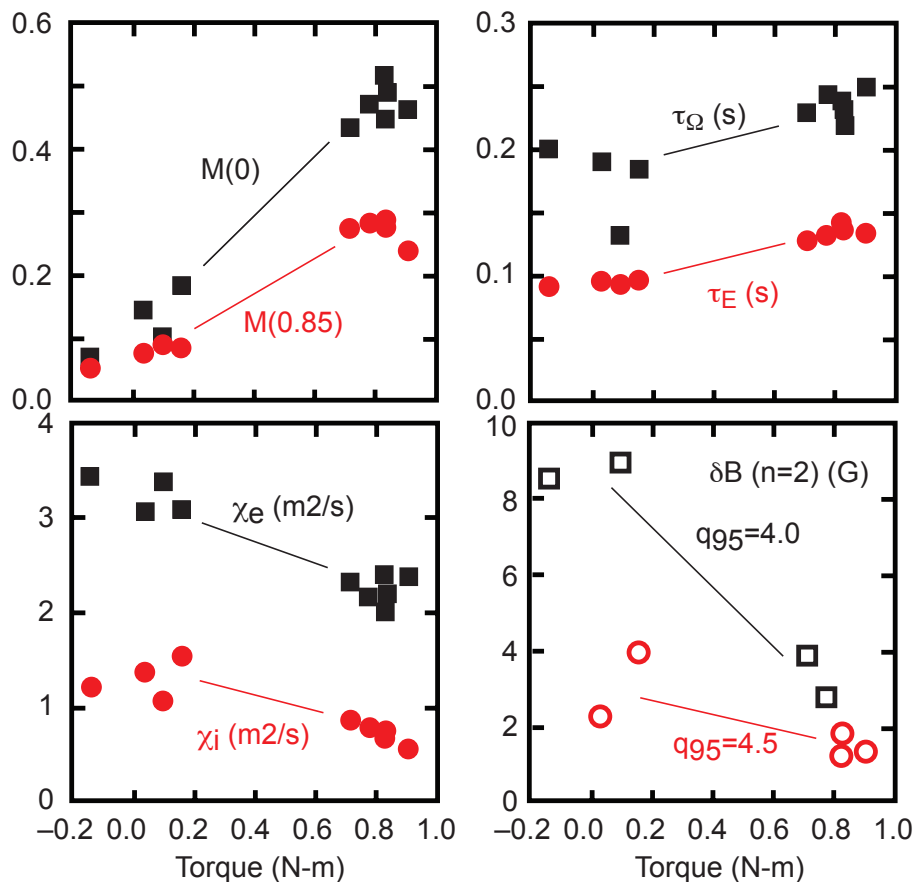 0.6
0.4
0.2
0.0
M(0)
M(0.85)
0.3
0.2
0.1
0.0
τΩ (s)
τE (s)
4
3
2
1
0
χe (m2/s)
χi (m2/s)
–0.2 0.0 0.2 0.4 0.6 0.8 1.0
Torque (N-m)
10
8
6
4
2
0
δB (n=2) (G)
q95=4.0
q95=4.5
–0.2 0.0 0.2 0.4 0.6 0.8 1.0
Torque (N-m)